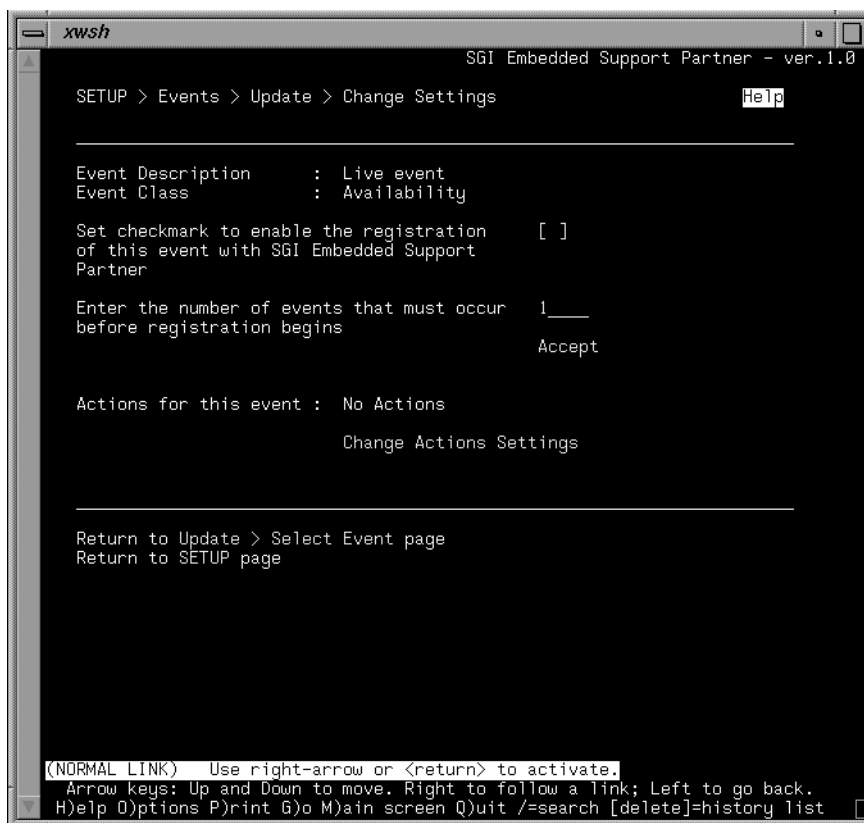 xwsh
SGI Embedded Support Partner - ver.1.0
SETUP > Events > Update > Change Settings Help
Event Description : Live event
Event Class : Availability
Set checkmark to enable the registration [ ]
of this event with SGI Embedded Support
Partner
Enter the number of events that must occur 1____
before registration begins
Accept
Actions for this event : No Actions
Change Actions Settings
Return to Update > Select Event page
Return to SETUP page
(NORMAL LINK) Use right-arrow or <return> to activate.
Arrow keys: Up and Down to move. Right to follow a link; Left to go back.
H)elp O)ptions P)rint G)o M)ain screen Q)uit /=search [delete]=history list